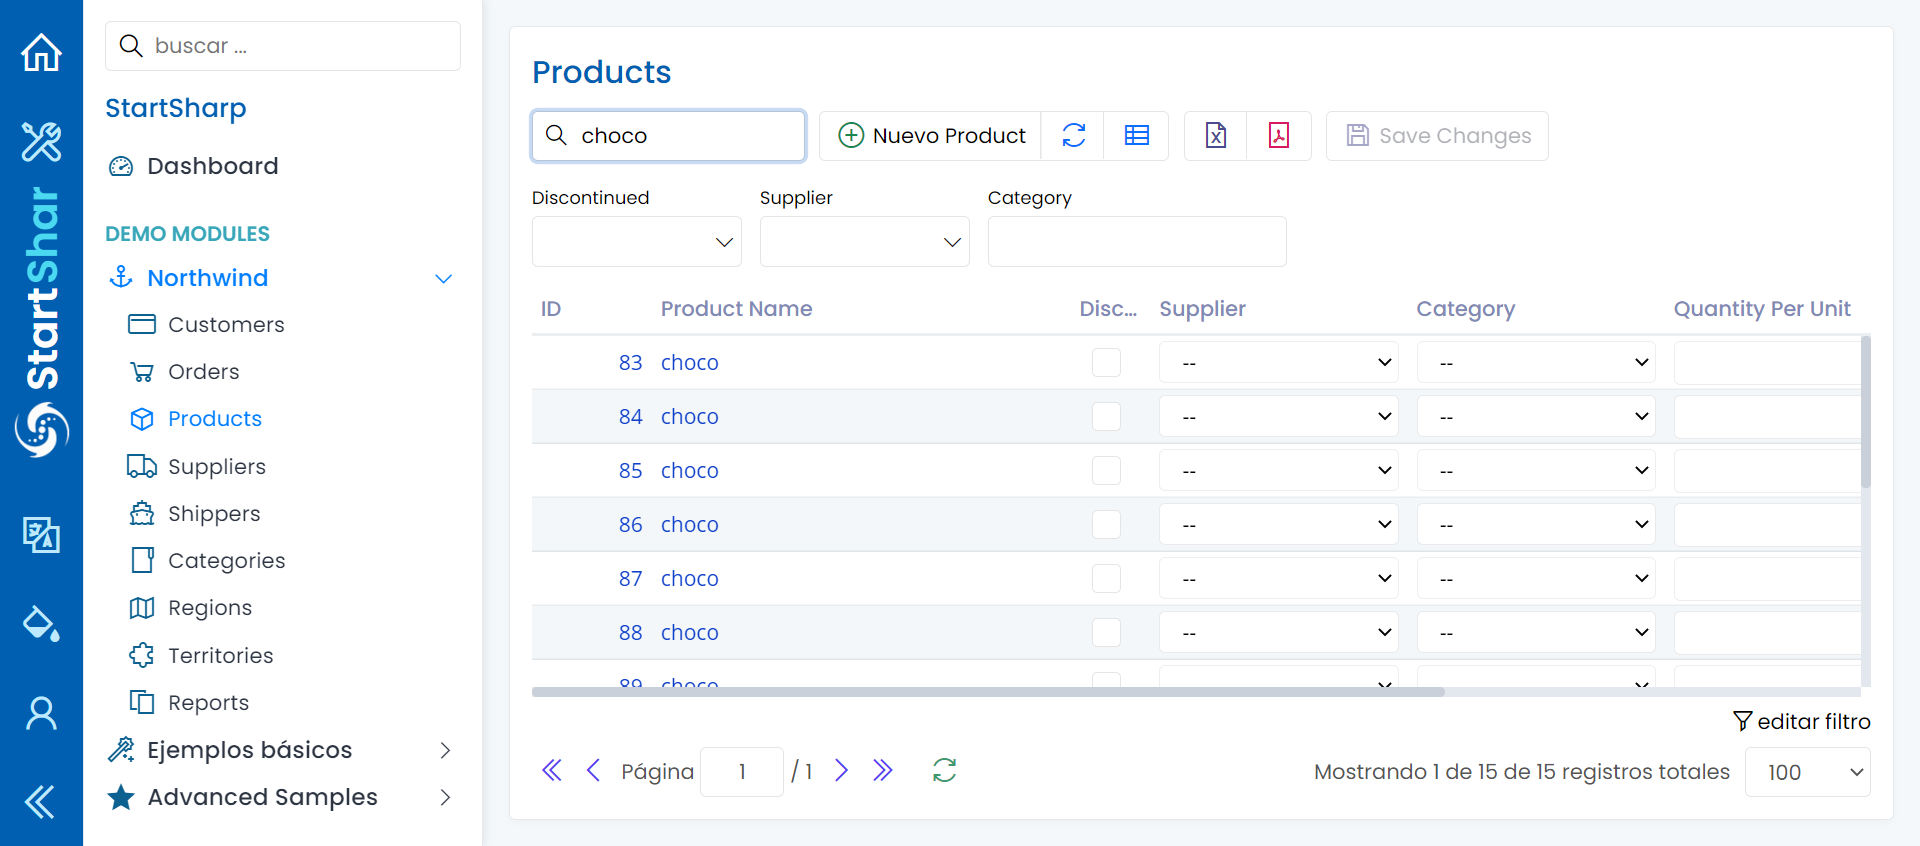 buscar ...
StartSharp
Dashboard
DEMO MODULES
Northwind
Customers
Orders
Products
Suppliers
Shippers
Categories
Regions
Territories
Reports
Ejemplos básicos
Advanced Samples
StartShar
Products
choco
Nuevo Product
Save Changes
Discontinued Supplier Category
ID Product Name Disc... Supplier Category Quantity Per Unit
83 choco -- --
84 choco -- --
85 choco -- --
86 choco -- --
87 choco -- --
88 choco -- --
89 choco
editar filtro
Página 1 / 1
Mostrando 1 de 15 de 15 registros totales 100